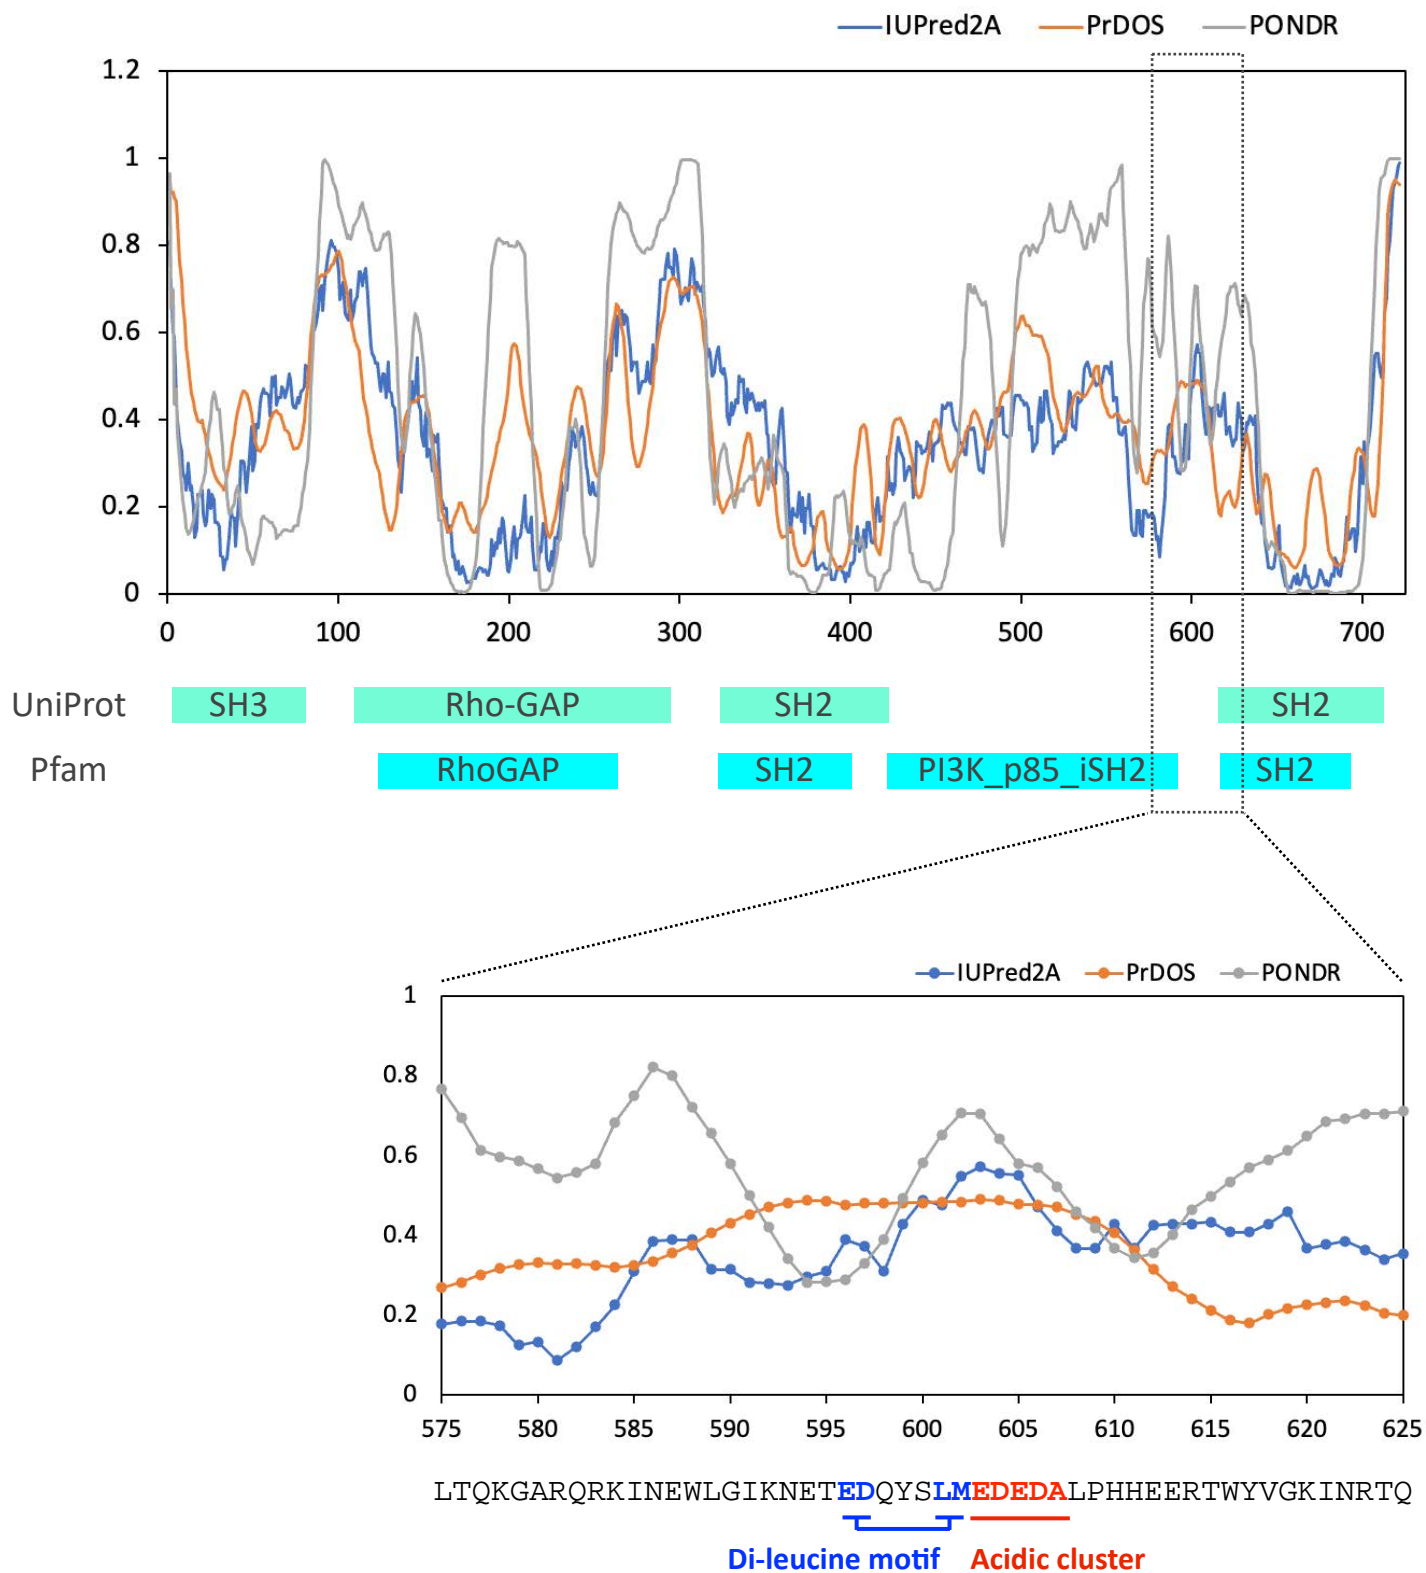 IUPred2A PrDOS PONDR
1.2
1
0.8
0.6
0.4
0.2
0
0 100 200 300 400 500 600 700
UniProt SH3 Rho-GAP SH2 SH2
Pfam RhoGAP SH2 PI3K_p85_iSH2 SH2
IUPred2A PrDOS PONDR
1
0.8
0.6
0.4
0.2
0
575 580 585 590 595 600 605 610 615 620 625
LTQKGARQRKINEWLGIKNETEDQYSLMEDEDALPHHEERTWYVGKINRTQ
Di-leucine motif Acidic cluster